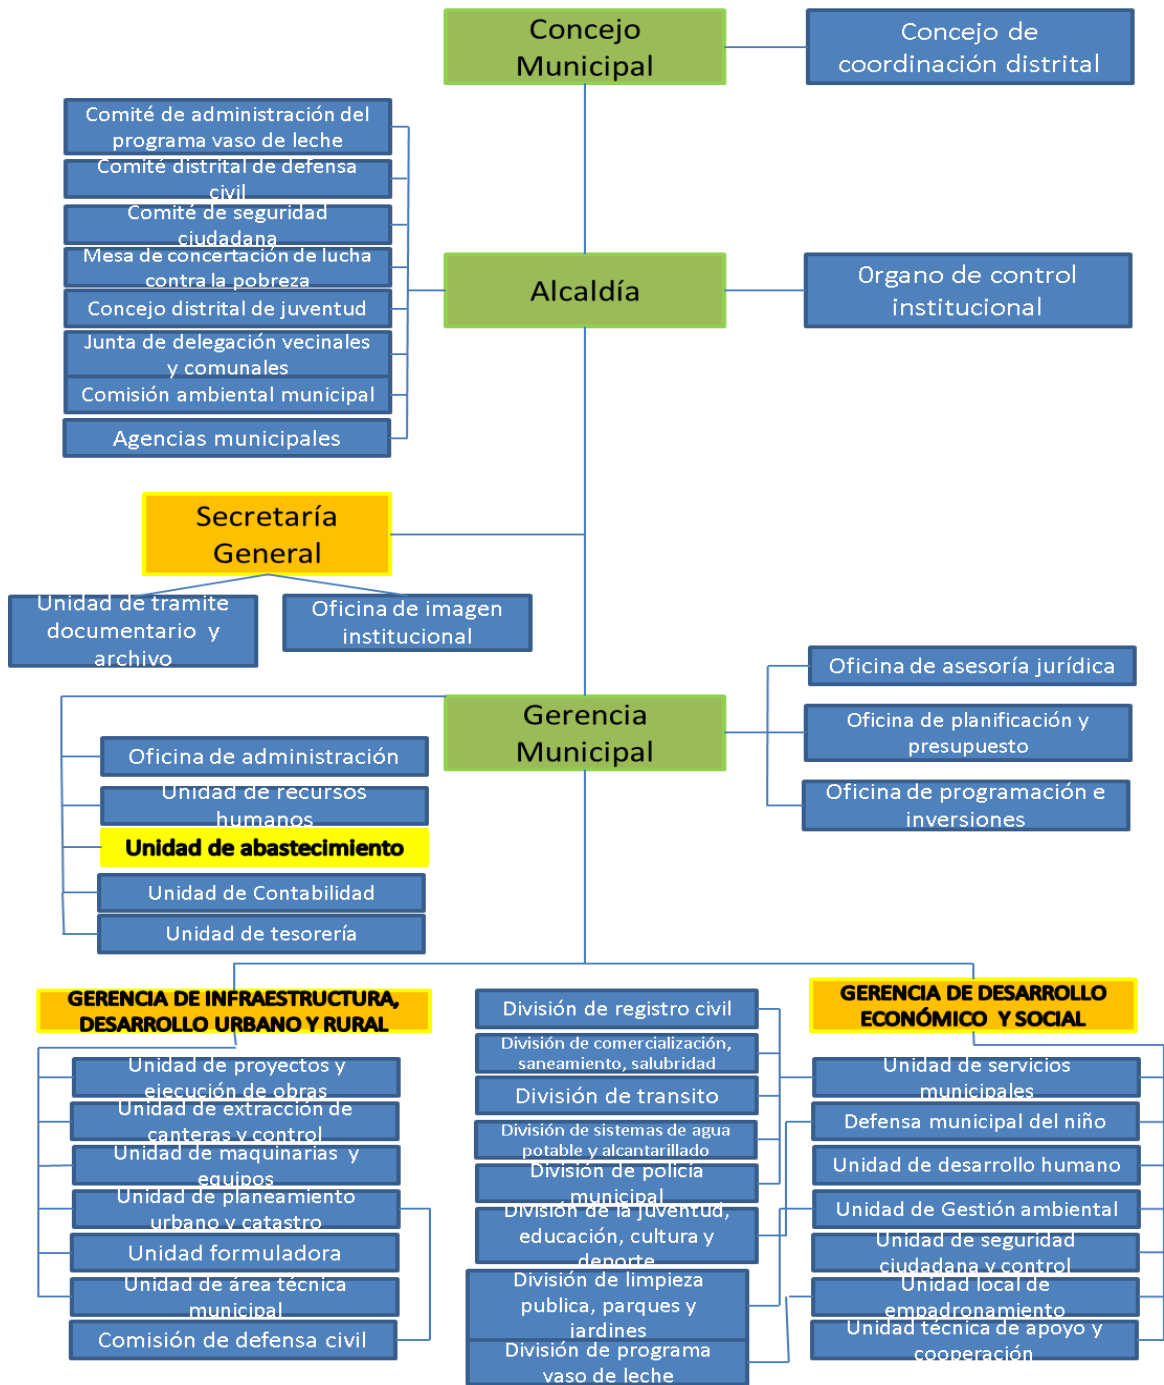 Concejo
Municipal
Concejo de
coordinación distrital
Comité de administración del
programa vaso de leche
Comité distrital de defensa
civil
Comité de seguridad
ciudadana
Mesa de concertación de lucha
contra la pobreza
Concejo distrital de juventud
Junta de delegación vecinales
y comunales
Comisión ambiental municipal
Agencias municipales
Alcaldía
Organo de control
institucional
Secretaría
General
Unidad de tramite
documentario y
archivo
Oficina de imagen
institucional
Gerencia
Municipal
Oficina de asesoría jurídica
Oficina de planificación y
presupuesto
Oficina de programación e
inversiones
Oficina de administración
Unidad de recursos
humanos
Unidad de abastecimiento
Unidad de Contabilidad
Unidad de tesorería
GERENCIA DE INFRAESTRUCTURA,
DESARROLLO URBANO Y RURAL
Unidad de proyectos y
ejecución de obras
Unidad de extracción de
canteras y control
Unidad de maquinarias y
equipos
Unidad de planeamiento
urbano y catastro
Unidad formuladora
Unidad de área técnica
municipal
Comisión de defensa civil
División de registro civil
División de comercialización,
saneamiento, salubridad
División de transito
División de sistemas de agua
potable y alcantarillado
División de policía
municipal
División de la juventud,
educación, cultura y
deporte
División de limpieza
publica, parques y
jardines
División de programa
vaso de leche
GERENCIA DE DESARROLLO
ECONÓMICO Y SOCIAL
Unidad de servicios
municipales
Defensa municipal del niño
Unidad de desarrollo humano
Unidad de Gestión ambiental
Unidad de seguridad
ciudadana y control
Unidad local de
empadronamiento
Unidad técnica de apoyo y
cooperación